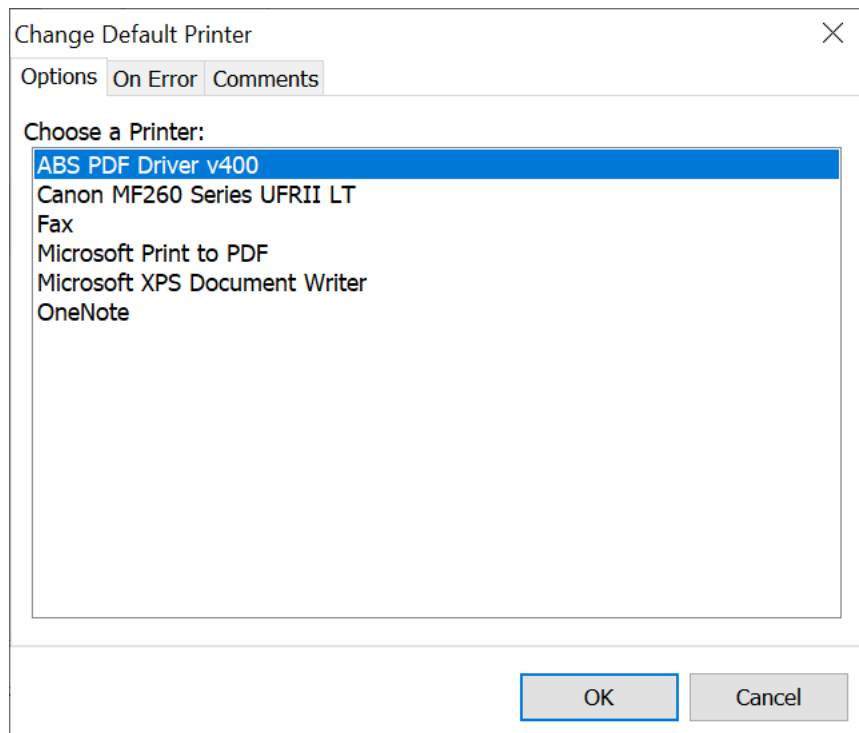 Change Default Printer
Options On Error Comments
Choose a Printer:
ABS PDF Driver v400
Canon MF260 Series UFRII LT
Fax
Microsoft Print to PDF
Microsoft XPS Document Writer
OneNote
OK Cancel